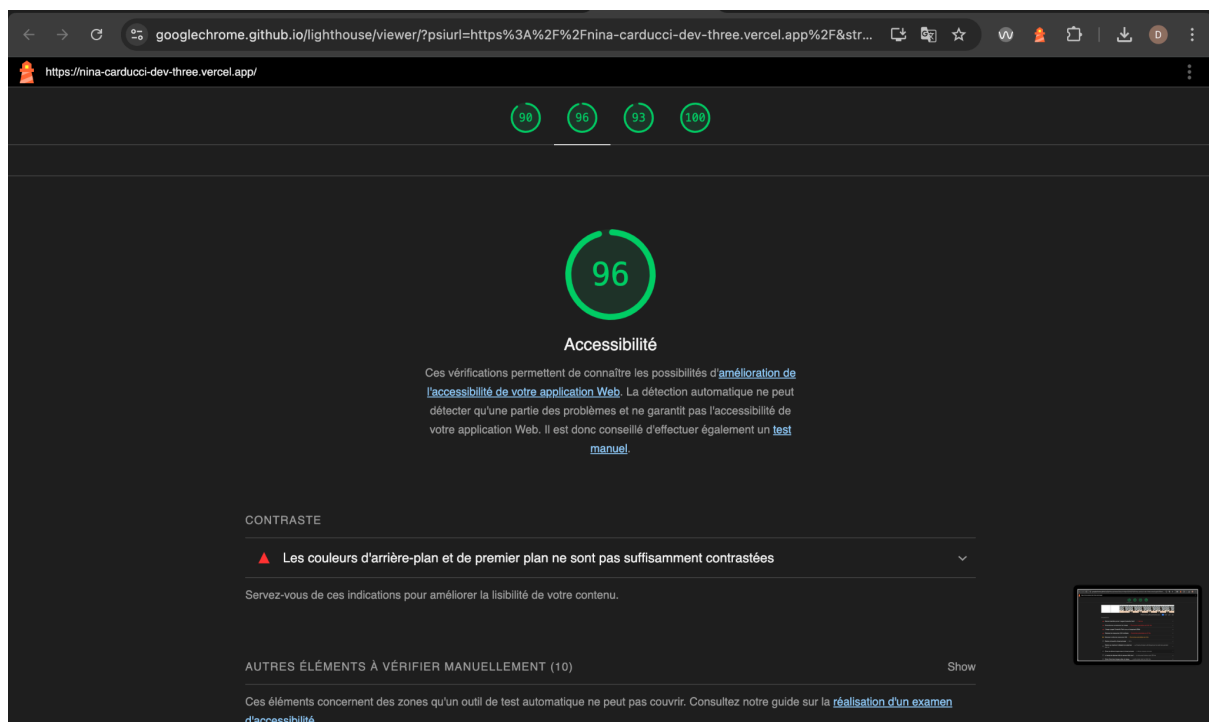 googlechrome.github.io/lighthouse/viewer/?psiurl=https%3A%2F%2Fnina-carducci-dev-three.vercel.app%2F&str...
D
https://nina-carducci-dev-three.vercel.app/
90 96 93 100
96
Accessibilité
Ces vérifications permettent de connaître les possibilités d'amélioration de
l'accessibilité de votre application Web. La détection automatique ne peut
détecter qu'une partie des problèmes et ne garantit pas l'accessibilité de
votre application Web. Il est donc conseillé d'effectuer également un test
manuel.
CONTRASTE
Les couleurs d'arrière-plan et de premier plan ne sont pas suffisamment contrastées
Servez-vous de ces indications pour améliorer la lisibilité de votre contenu.
AUTRES ÉLÉMENTS À VÉRIFIER MANUELLEMENT (10) Show
Ces éléments concernent des zones qu'un outil de test automatique ne peut pas couvrir. Consultez notre guide sur la réalisation d'un examen
d'accessibilité